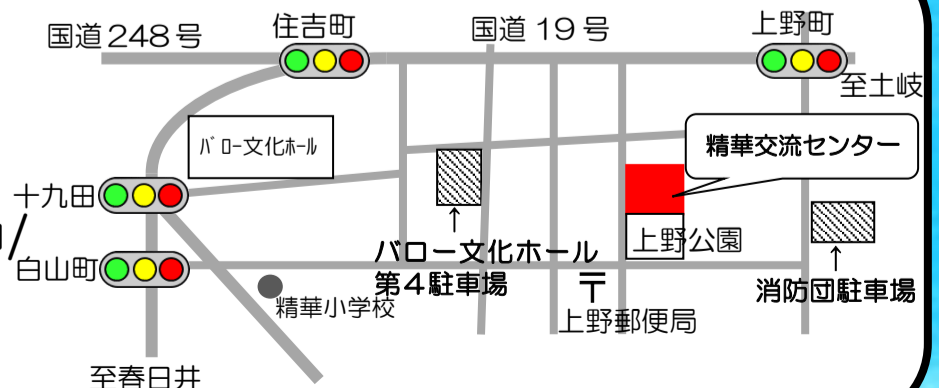 国道248号
住吉町
国道19号
上野町
至土岐
バロー文化ホール
精華交流センター
十九田
白山町
上野公園
バロー文化ホール
第4駐車場
〒
上野郵便局
消防団駐車場
精華小学校
至春日井